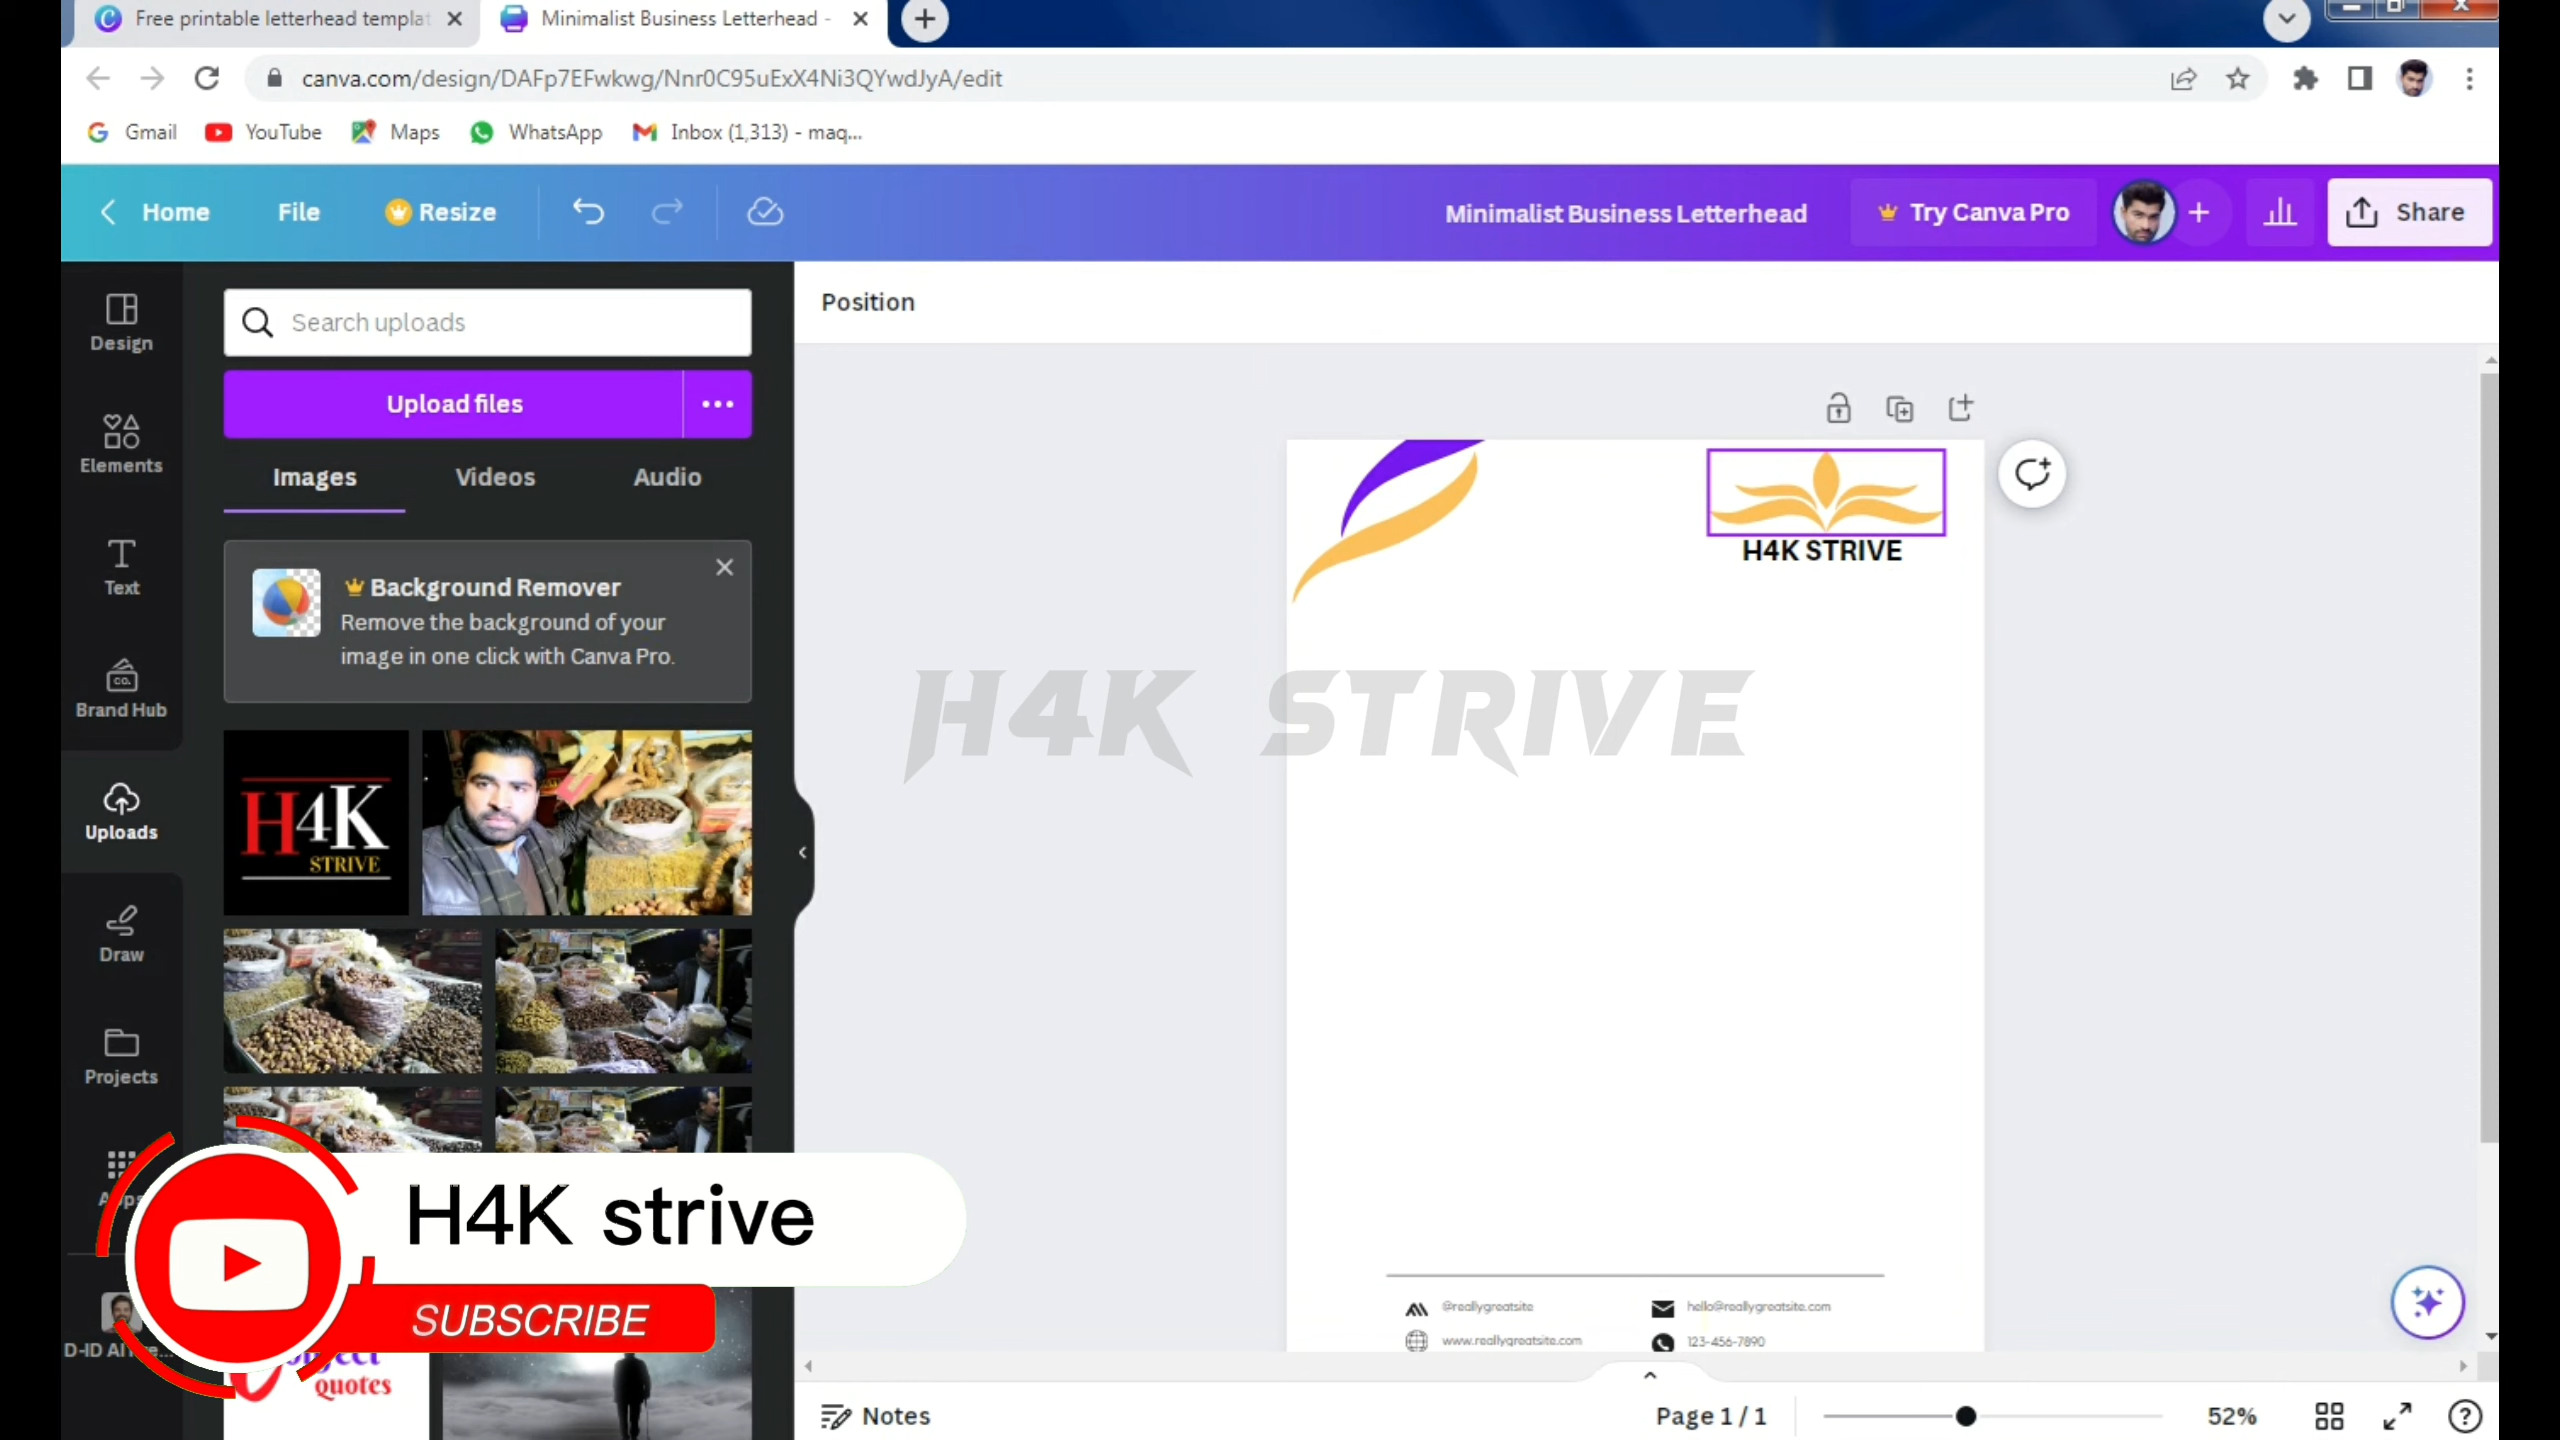 Free printable letterhead templat
Minimalist Business Letterhead -
canva.com/design/DAFp7EFwkwg/Nnr0C95uExX4Ni3QYwdJyA/edit
Gmail YouTube Maps WhatsApp Inbox (1,313) - maq...
Home File Resize
Minimalist Business Letterhead Try Canva Pro Share
Design
Elements
Text
Brand Hub
Uploads
Draw
Projects
Search uploads
Upload files
Images Videos Audio
Background Remover
Remove the background of your
image in one click with Canva Pro.
H4K
STRIVE
quotes
Position
H4K STRIVE
H4K STRIVE
@reallygreatsite hello@reallygreatsite.com
www.reallygreatsite.com 123-456-7890
H4K strive
SUBSCRIBE
Notes
Page 1 / 1
52%